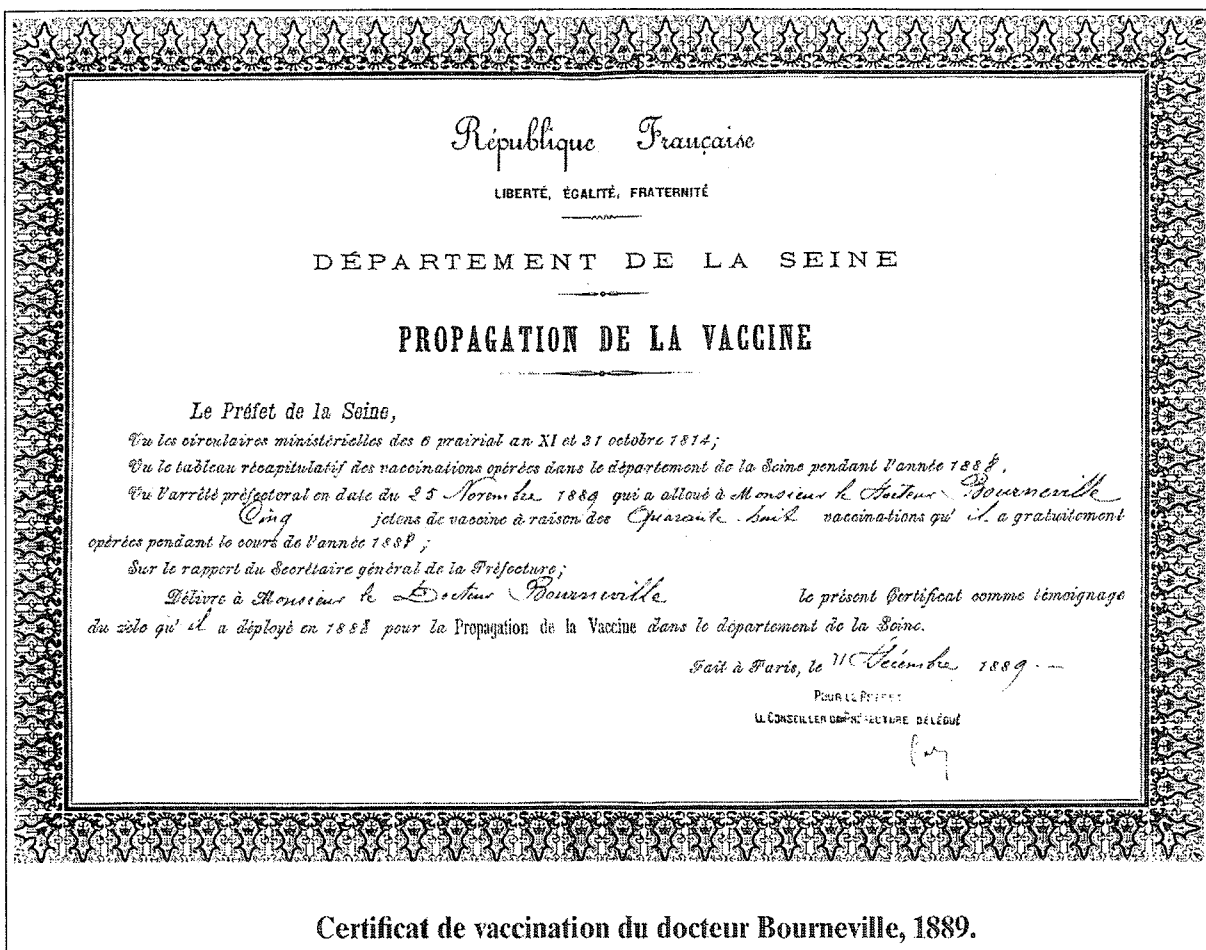 République Française
LIBERTÉ, ÉGALITÉ, FRATERNITÉ
DÉPARTEMENT DE LA SEINE
PROPAGATION DE LA VACCINE
Le Préfet de la Seine,
Vu les circulaires ministérielles des 6 prairial an XI et 31 octobre 1814;
Vu le tableau récapitulatif des vaccinations opérées dans le département de la Seine pendant l'année 1888,
Vu l'arrêté préfectoral en date du 25 Novembre 1889 qui a alloué à Monsieur le Docteur Bourneville
Cinq jetons de vaccine à raison des Quarante huit vaccinations qu'il a gratuitement
opérées pendant le cours de l'année 1888;
Sur le rapport du Secrétaire général de la Préfecture;
Délivre à Monsieur le Docteur Bourneville le présent Certificat comme témoignage
du zèle qu'il a déployé en 1888 pour la Propagation de la Vaccine dans le département de la Seine.
Fait à Paris, le 11 Décembre 1889.
POUR LE PRÉFET
LE CONSEILLER DE PRÉFECTURE DÉLÉGUÉ
Certificat de vaccination du docteur Bourneville, 1889.